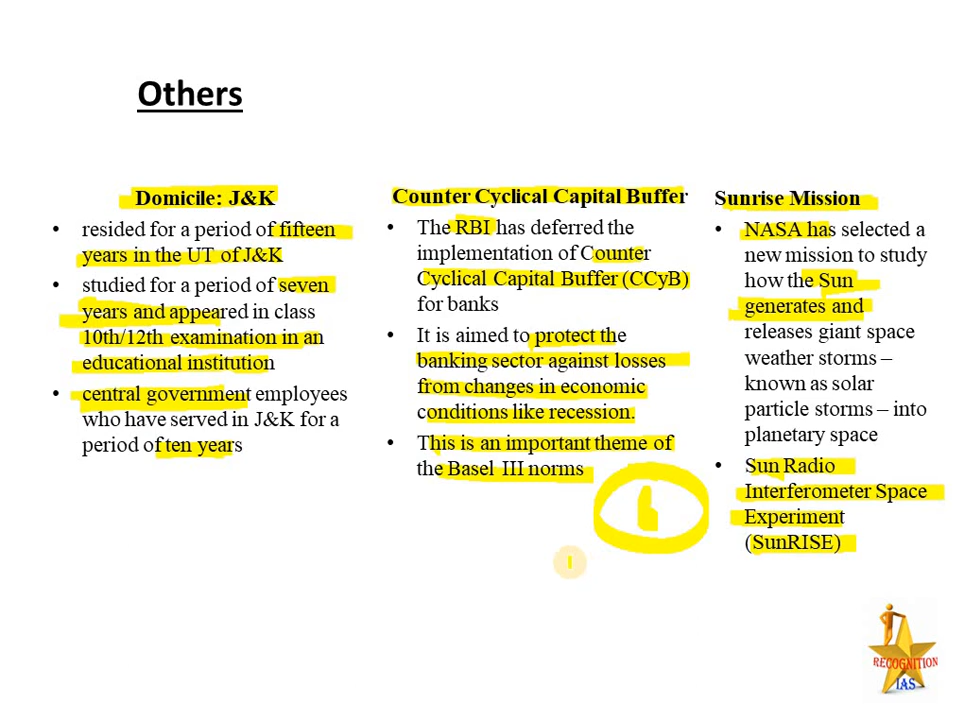 Others
Domicile: J&K
• resided for a period of fifteen
years in the UT of J&K
• studied for a period of seven
years and appeared in class
10th/12th examination in an
educational institution
• central government employees
who have served in J&K for a
period of ten years
Counter Cyclical Capital Buffer
• The RBI has deferred the
implementation of Counter
Cyclical Capital Buffer (CCyB)
for banks
• It is aimed to protect the
banking sector against losses
from changes in economic
conditions like recession.
• This is an important theme of
the Basel III norms
Sunrise Mission
• NASA has selected a
new mission to study
how the Sun
generates and
releases giant space
weather storms –
known as solar
particle storms – into
planetary space
• Sun Radio
Interferometer Space
Experiment
(SunRISE)
RECOGNITION
IAS